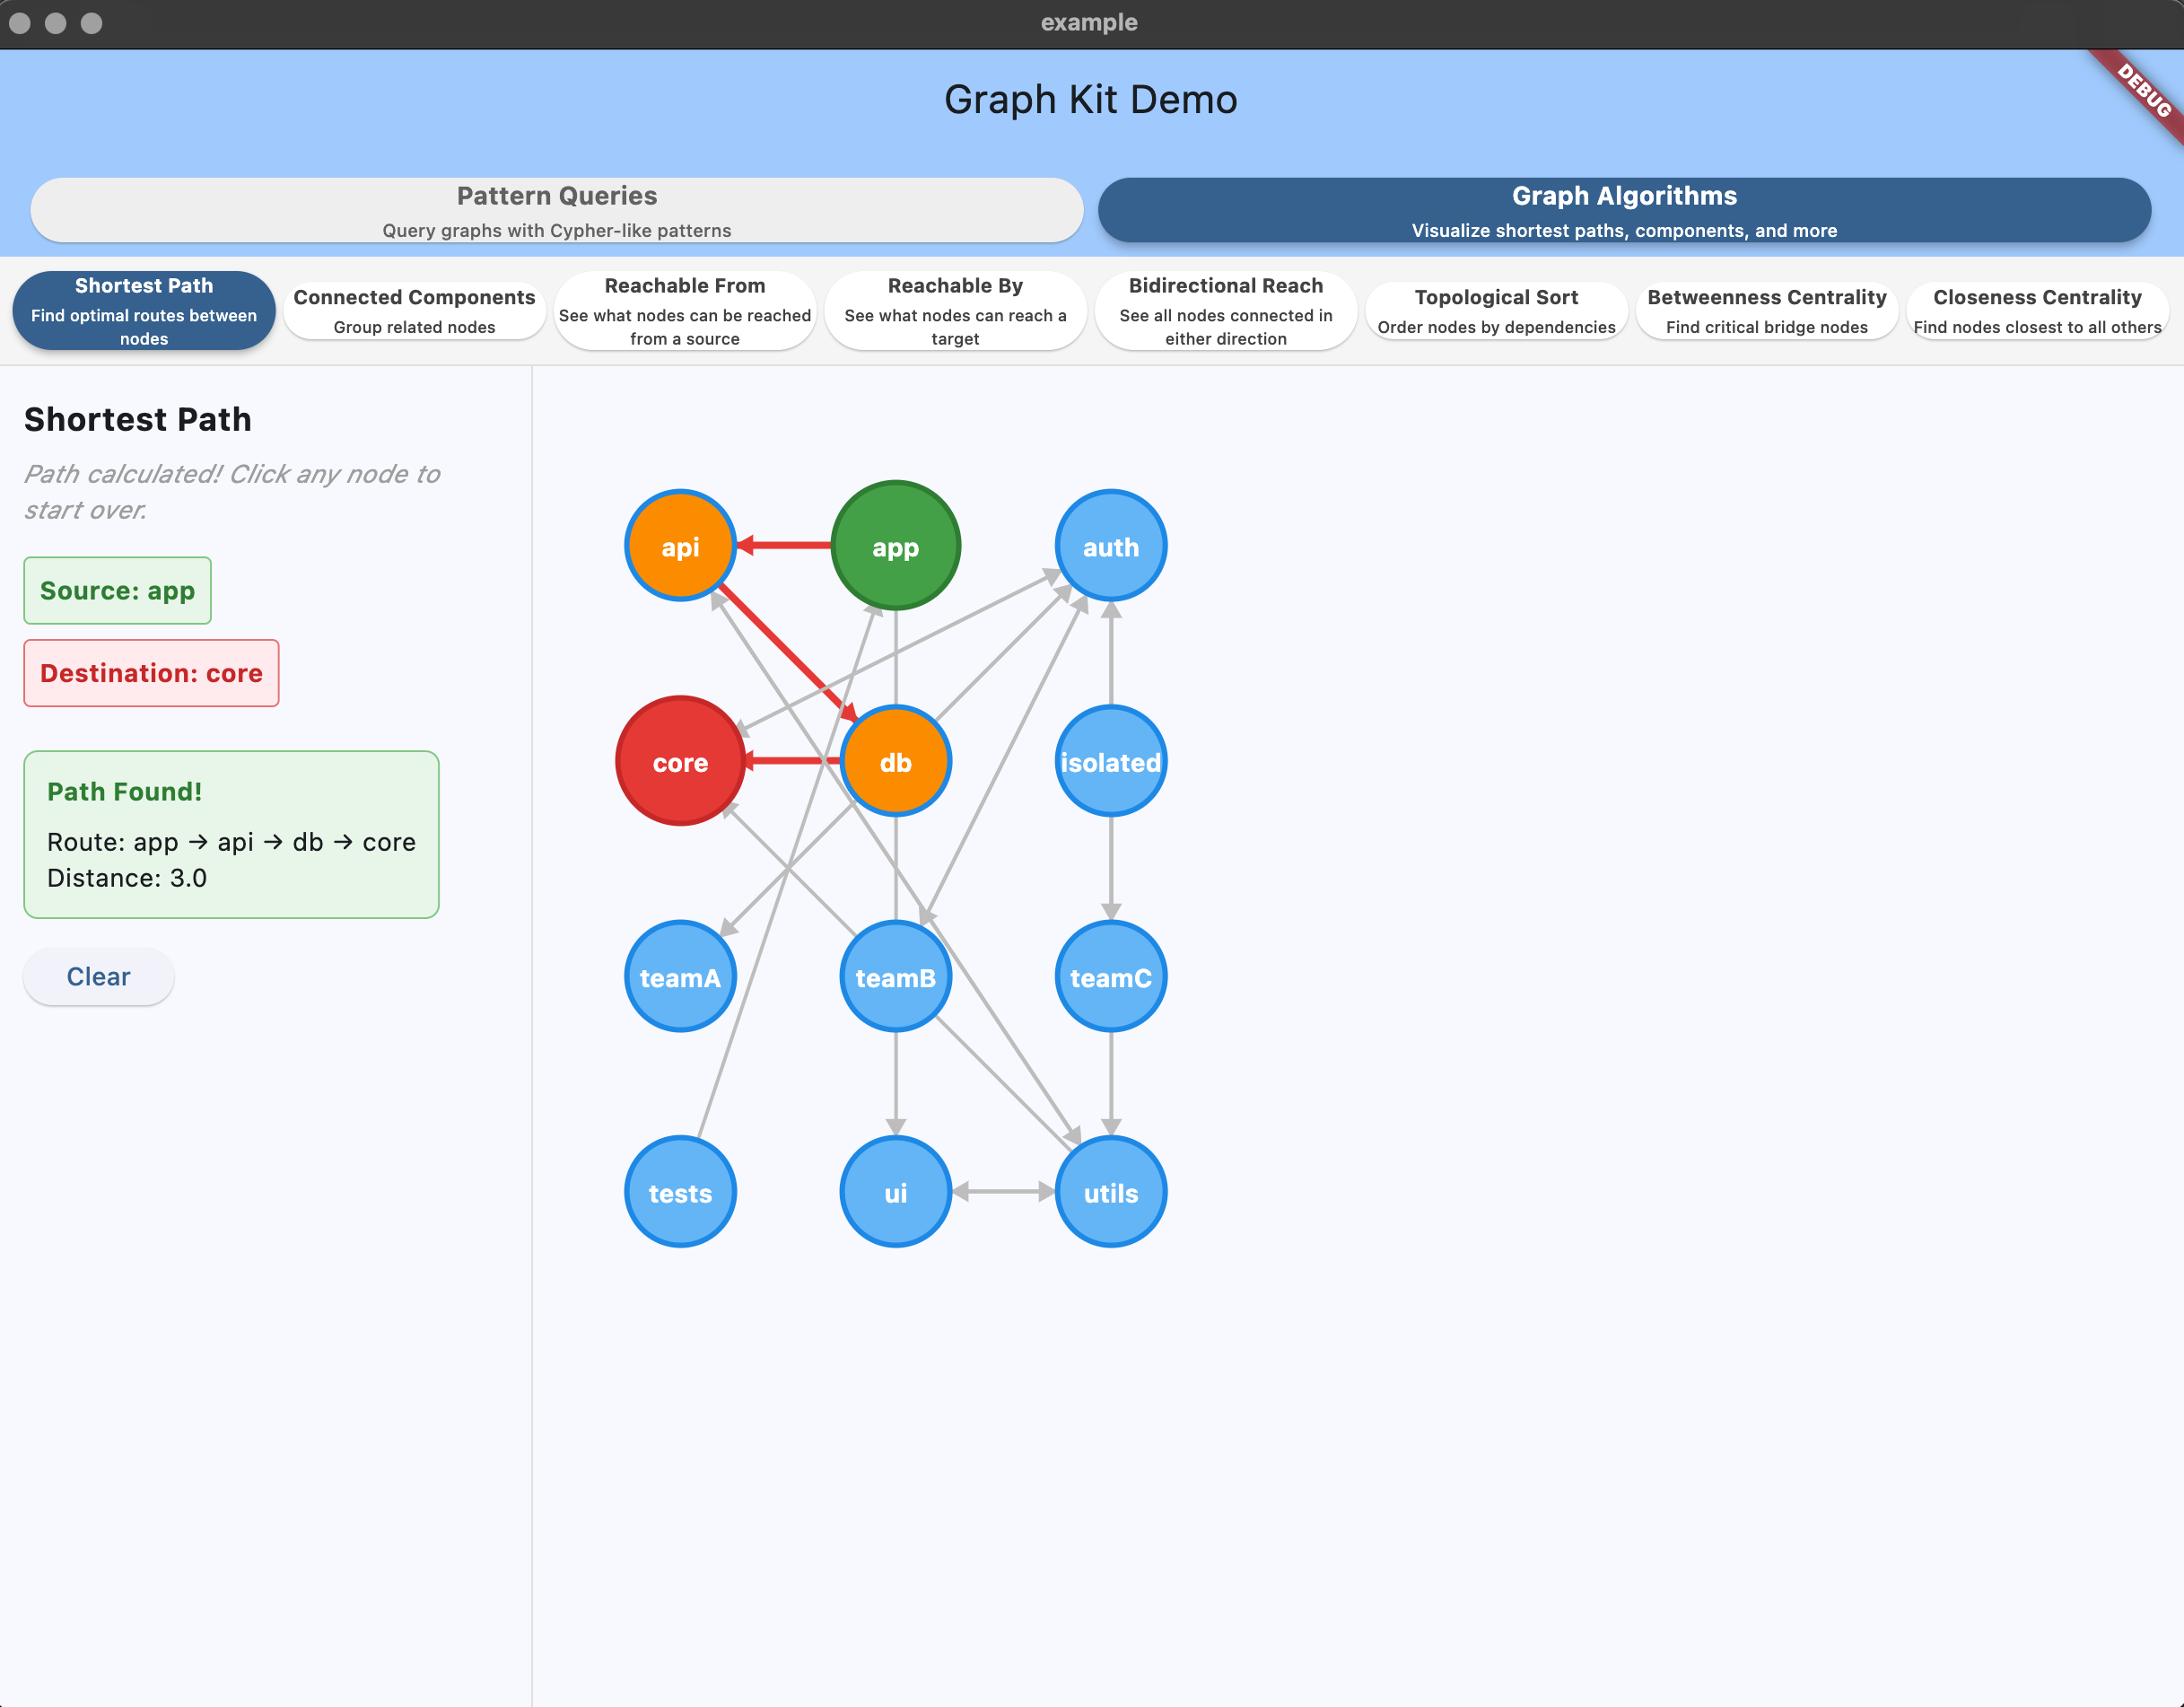 example
Graph Kit Demo
DEBUG
Pattern Queries
Query graphs with Cypher-like patterns
Graph Algorithms
Visualize shortest paths, components, and more
Shortest Path
Find optimal routes between
nodes
Connected Components
Group related nodes
Reachable From
See what nodes can be reached
from a source
Reachable By
See what nodes can reach a
target
Bidirectional Reach
See all nodes connected in
either direction
Topological Sort
Order nodes by dependencies
Betweenness Centrality
Find critical bridge nodes
Closeness Centrality
Find nodes closest to all others
Shortest Path
Path calculated! Click any node to
start over.
Source: app
Destination: core
Path Found!
Route: app → api → db → core
Distance: 3.0
Clear
api
app
auth
core
db
isolated
teamA
teamB
teamC
tests
ui
utils